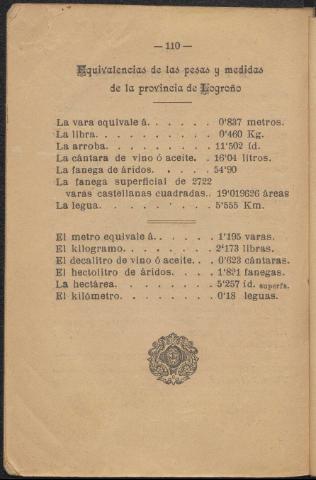 — 110 —
Equivalencias de las pesas y medidas
de la provincia de Logroño
La vara equivale á. . . . . . 0'837 metros.
La libra. . . . . . . . . 0'460 Kg.
La arroba. . . . . . . . . 11'502 íd.
La cántara de vino ó aceite. . 16'04 litros.
La fanega de áridos. . . . . 54'90
La fanega superficial de 2722
varas castellanas cuadradas.. 19'019626 áreas
La legua. . . . . . . . . 5'555 Km.
El metro equivale á. . . . . . 1'195 varas.
El kilogramo. . . . . . . . 2'173 libras.
El decalitro de vino ó aceite. . 0'623 cántaras.
El hectolitro de áridos. . . . . 1'821 fanegas.
La hectárea. . . . . . . . 5'257 íd. superfs.
El kilómetro. . . . . . . . 0'18 leguas.